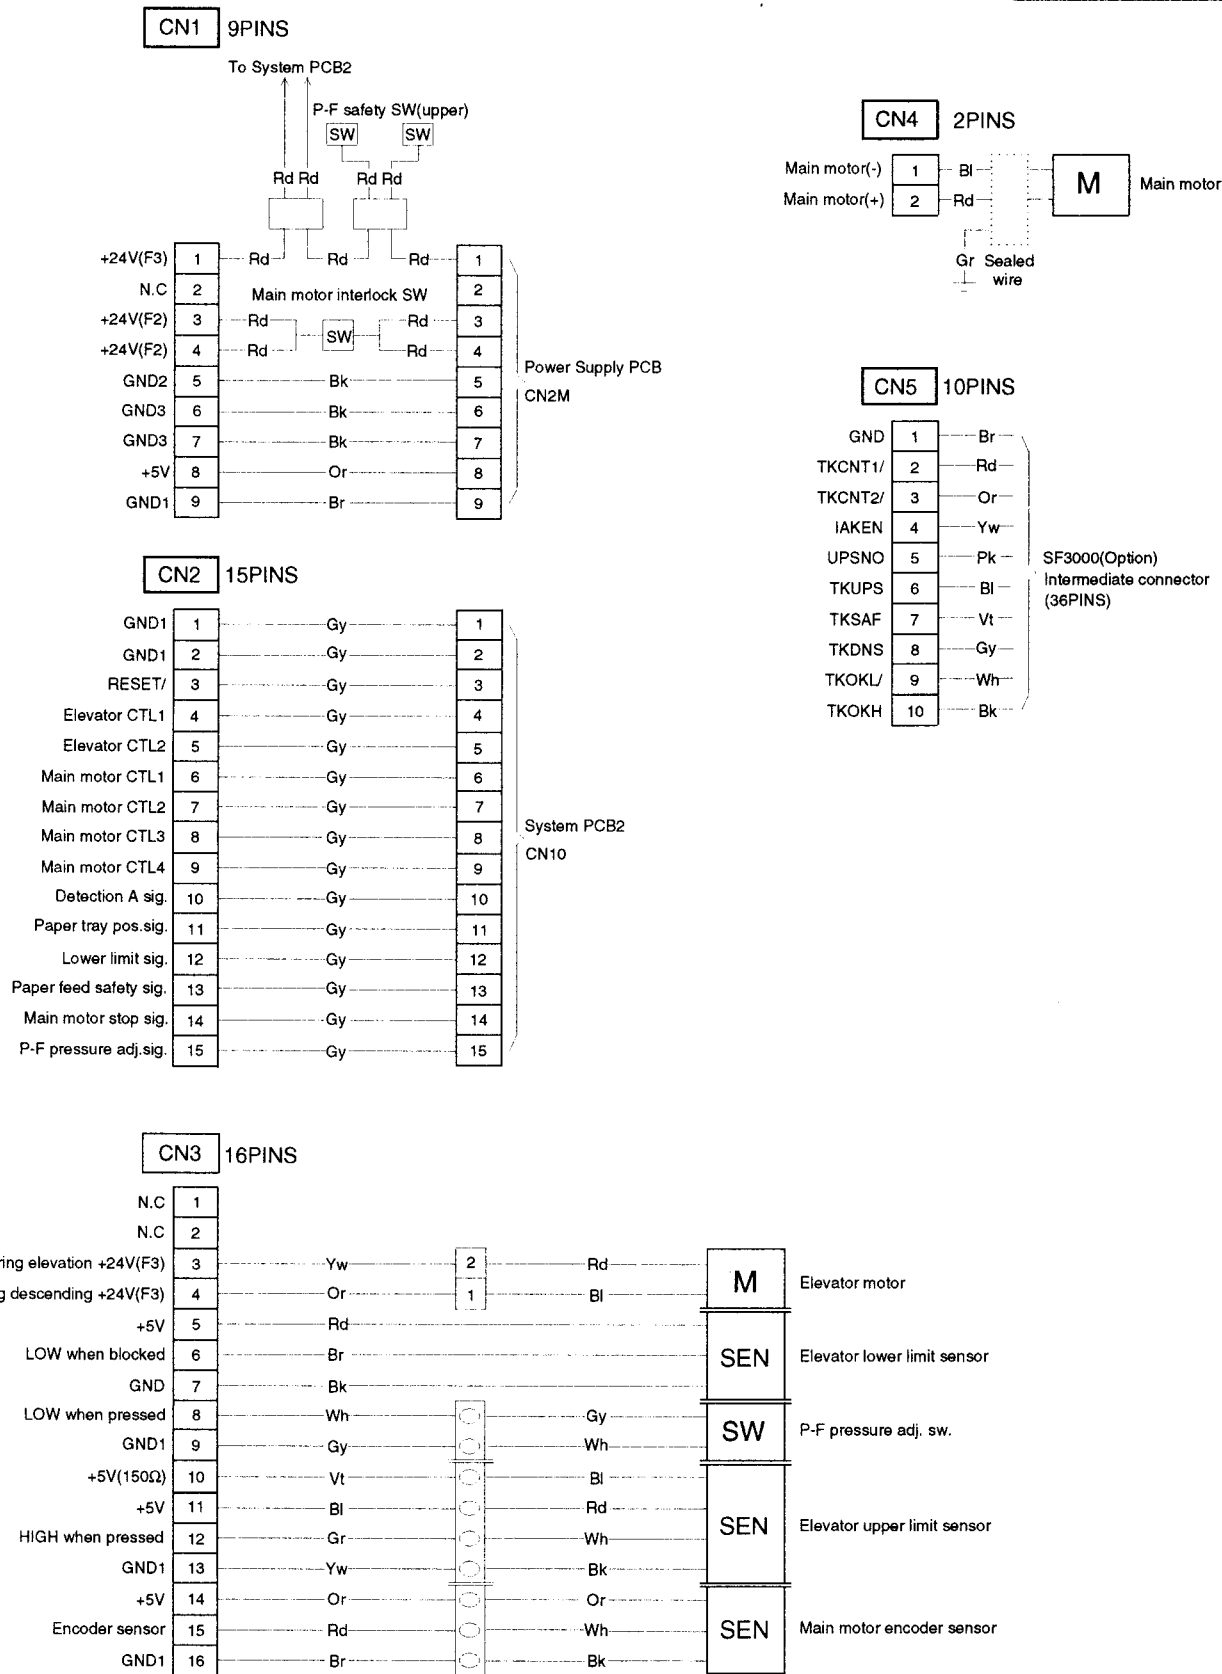 CN1 9PINS
To System PCB2
P-F safety SW(upper)
SW SW
Rd Rd Rd Rd
+24V(F3) 1 Rd Rd Rd 1
N.C 2 2
Main motor interlock SW
+24V(F2) 3 Rd Rd 3
SW
+24V(F2) 4 Rd Rd 4
GND2 5 Bk 5
GND3 6 Bk 6
GND3 7 Bk 7
+5V 8 Or 8
GND1 9 Br 9
Power Supply PCB
CN2M
CN2 15PINS
GND1 1 Gy 1
GND1 2 Gy 2
RESET/ 3 Gy 3
Elevator CTL1 4 Gy 4
Elevator CTL2 5 Gy 5
Main motor CTL1 6 Gy 6
Main motor CTL2 7 Gy 7
Main motor CTL3 8 Gy 8
Main motor CTL4 9 Gy 9
Detection A sig. 10 Gy 10
Paper tray pos.sig. 11 Gy 11
Lower limit sig. 12 Gy 12
Paper feed safety sig. 13 Gy 13
Main motor stop sig. 14 Gy 14
P-F pressure adj.sig. 15 Gy 15
System PCB2
CN10
CN3 16PINS
N.C 1
N.C 2
ring elevation +24V(F3) 3 Yw 2 Rd
g descending +24V(F3) 4 Or 1 Bl
M Elevator motor
+5V 5 Rd
LOW when blocked 6 Br
GND 7 Bk
SEN Elevator lower limit sensor
LOW when pressed 8 Wh Gy
GND1 9 Gy Wh
SW P-F pressure adj. sw.
+5V(150Ω) 10 Vt Bl
+5V 11 Bl Rd
HIGH when pressed 12 Gr Wh
GND1 13 Yw Bk
SEN Elevator upper limit sensor
+5V 14 Or Or
Encoder sensor 15 Rd Wh
GND1 16 Br Bk
SEN Main motor encoder sensor
CN4 2PINS
Main motor(-) 1 Bl
Main motor(+) 2 Rd
M Main motor
Gr Sealed
wire
CN5 10PINS
GND 1 Br
TKCNT1/ 2 Rd
TKCNT2/ 3 Or
IAKEN 4 Yw
UPSNO 5 Pk
TKUPS 6 Bl
TKSAF 7 Vt
TKDNS 8 Gy
TKOKL/ 9 Wh
TKOKH 10 Bk
SF3000(Option)
Intermediate connector
(36PINS)